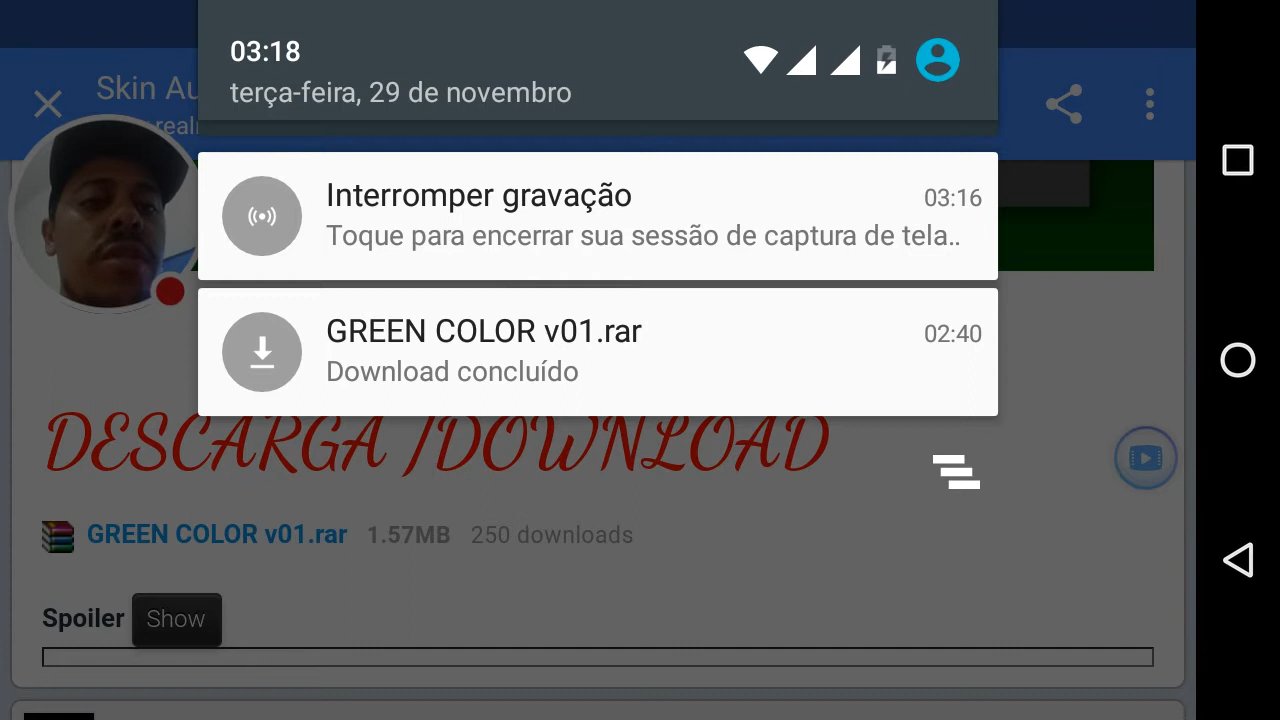 03:18
terça-feira, 29 de novembro
Skin Au
real
Interromper gravação
03:16
Toque para encerrar sua sessão de captura de tela..
GREEN COLOR v01.rar
02:40
Download concluído
DESCARGA /DOWNLOAD
GREEN COLOR v01.rar 1.57MB 250 downloads
Spoiler Show